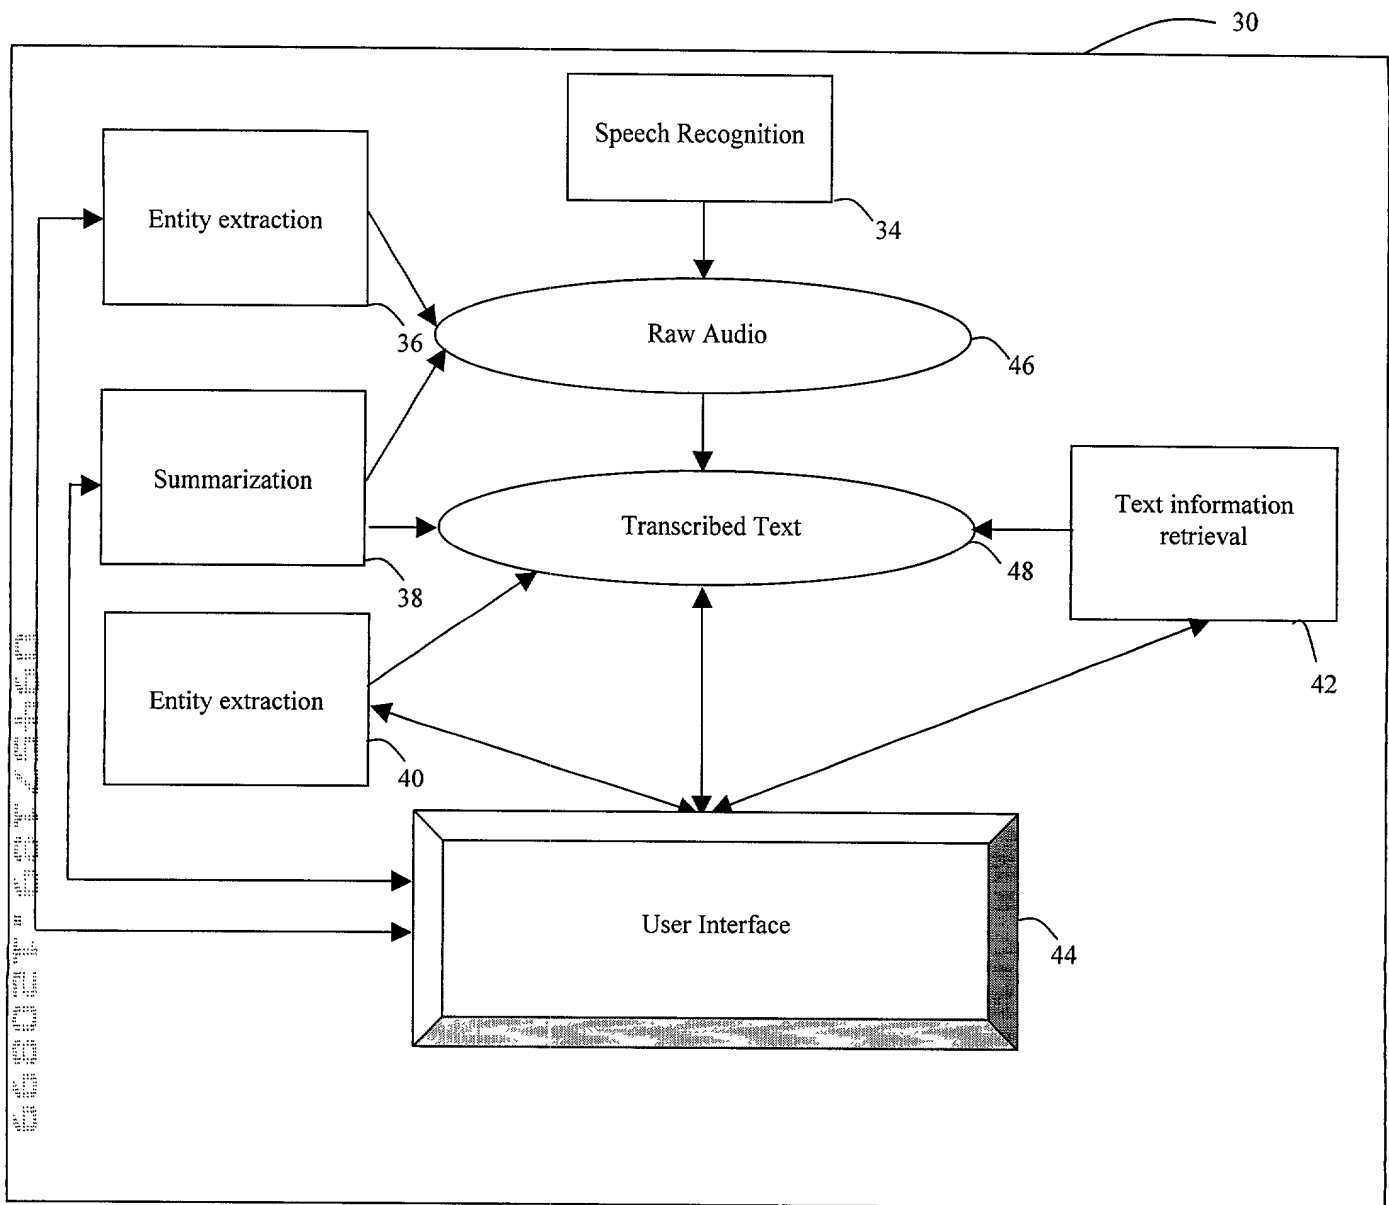 30
Speech Recognition
34
Entity extraction
36
Raw Audio
46
Summarization
38
Transcribed Text
48
Text information
retrieval
42
Entity extraction
40
User Interface
44